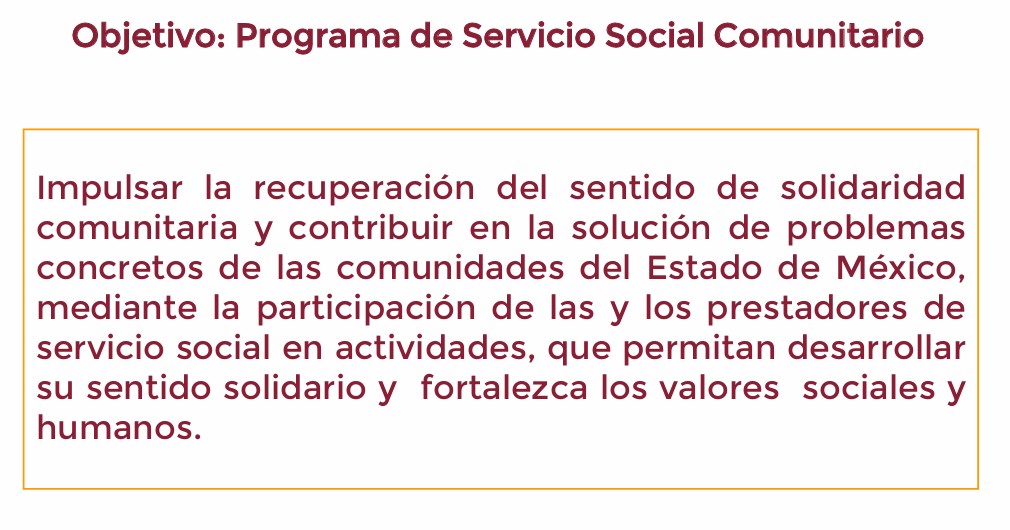 Objetivo: Programa de Servicio Social Comunitario
Impulsar la recuperación del sentido de solidaridad
comunitaria y contribuir en la solución de problemas
concretos de las comunidades del Estado de México,
mediante la participación de las y los prestadores de
servicio social en actividades, que permitan desarrollar
su sentido solidario y  fortalezca los valores  sociales y
humanos.